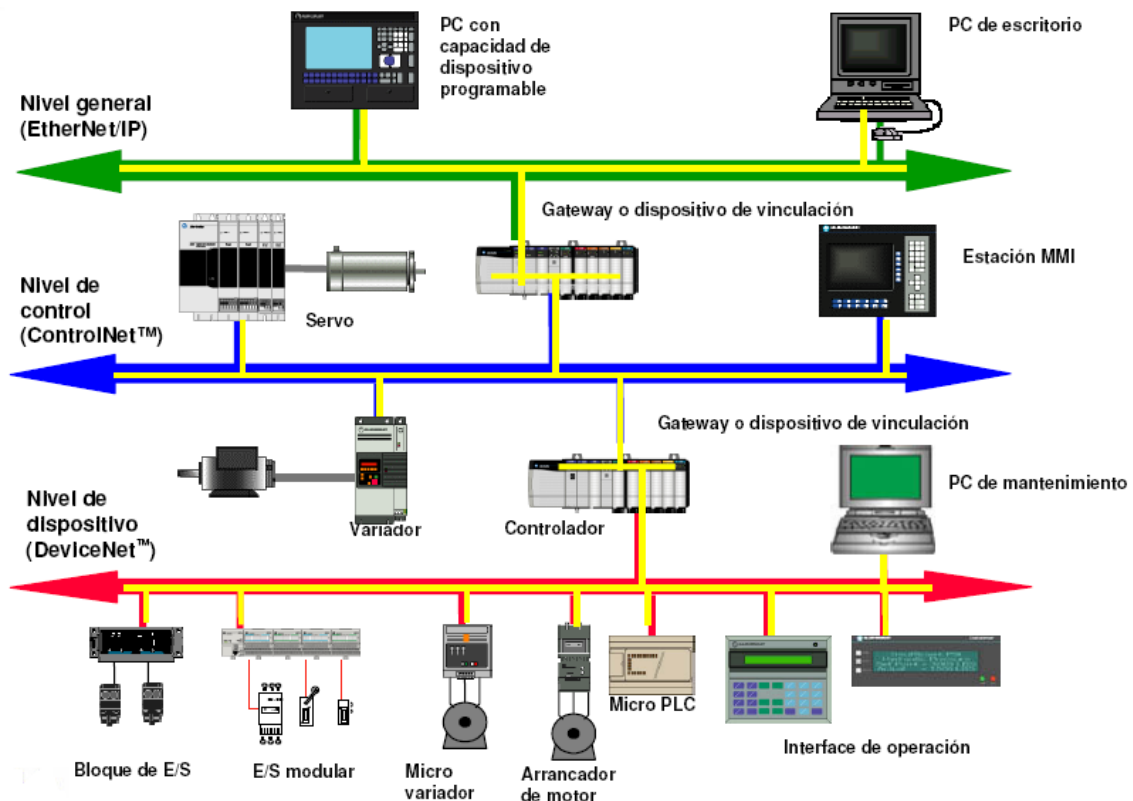 PC con
capacidad de
dispositivo
programable
PC de escritorio
Nivel general
(EtherNet/IP)
Gateway o dispositivo de vinculación
Estación MMI
Nivel de
control
(ControlNet™)
Servo
Gateway o dispositivo de vinculación
PC de mantenimiento
Nivel de
dispositivo
(DeviceNet™)
Variador
Controlador
Micro PLC
Interface de operación
Bloque de E/S
E/S modular
Micro
variador
Arrancador
de motor